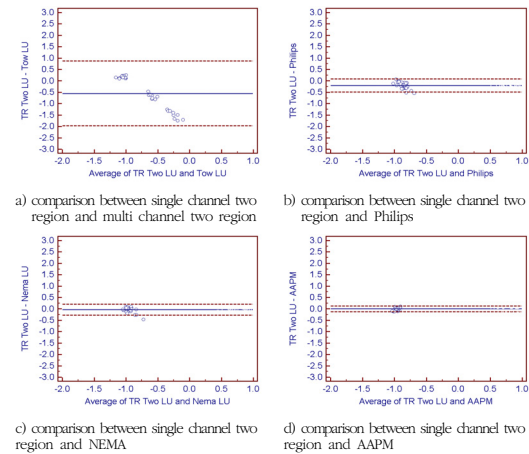 3.0
2.5
2.0
1.5
1.0
0.5
0.0
-0.5
-1.0
-1.5
-2.0
-2.5
-3.0
TR Two LU - Tow LU
-2.0 -1.5 -1.0 -0.5 0.0 0.5 1.0
Average of TR Two LU and Tow LU
a) comparison between single channel two
region and multi channel two region
3.0
2.5
2.0
1.5
1.0
0.5
0.0
-0.5
-1.0
-1.5
-2.0
-2.5
-3.0
TR Two LU - Philips
-2.0 -1.5 -1.0 -0.5 0.0 0.5 1.0
Average of TR Two LU and Philips
b) comparison between single channel two
region and Philips
3.0
2.5
2.0
1.5
1.0
0.5
0.0
-0.5
-1.0
-1.5
-2.0
-2.5
-3.0
TR Two LU - Nema LU
-2.0 -1.5 -1.0 -0.5 0.0 0.5 1.0
Average of TR Two LU and Nema LU
c) comparison between single channel two
region and NEMA
3.0
2.5
2.0
1.5
1.0
0.5
0.0
-0.5
-1.0
-1.5
-2.0
-2.5
-3.0
TR Two LU - AAPM
-2.0 -1.5 -1.0 -0.5 0.0 0.5 1.0
Average of TR Two LU and AAPM
d) comparison between single channel two
region and AAPM